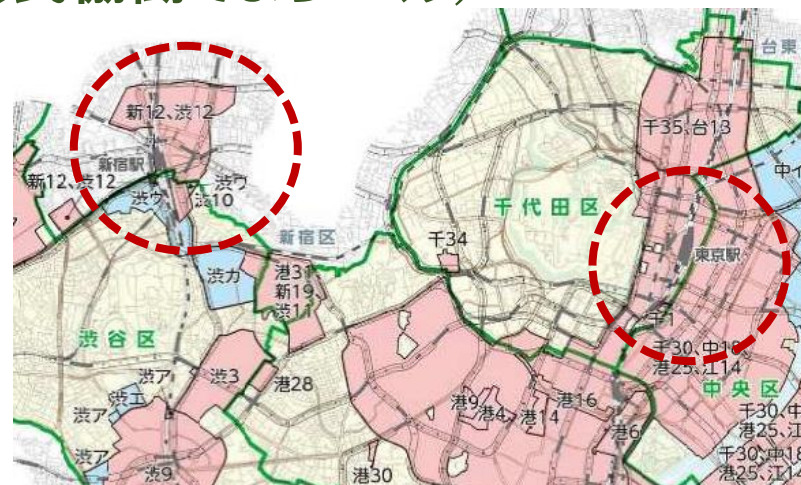 台東
新12、渋12
千35、台13
新宿駅
新12、渋12
渋ウ
渋ウ
渋10
千代田区
新宿区
千34
東京駅
渋カ
港31
新19
渋11
千1
渋谷区
千30、中18
港25、江14
渋ア
渋3
港28
中央区
渋エ
渋ア
港9
港4
港14
港16
港6
千30、中
港25、江
渋ア
渋9
港30
千30、中18
港25、江14